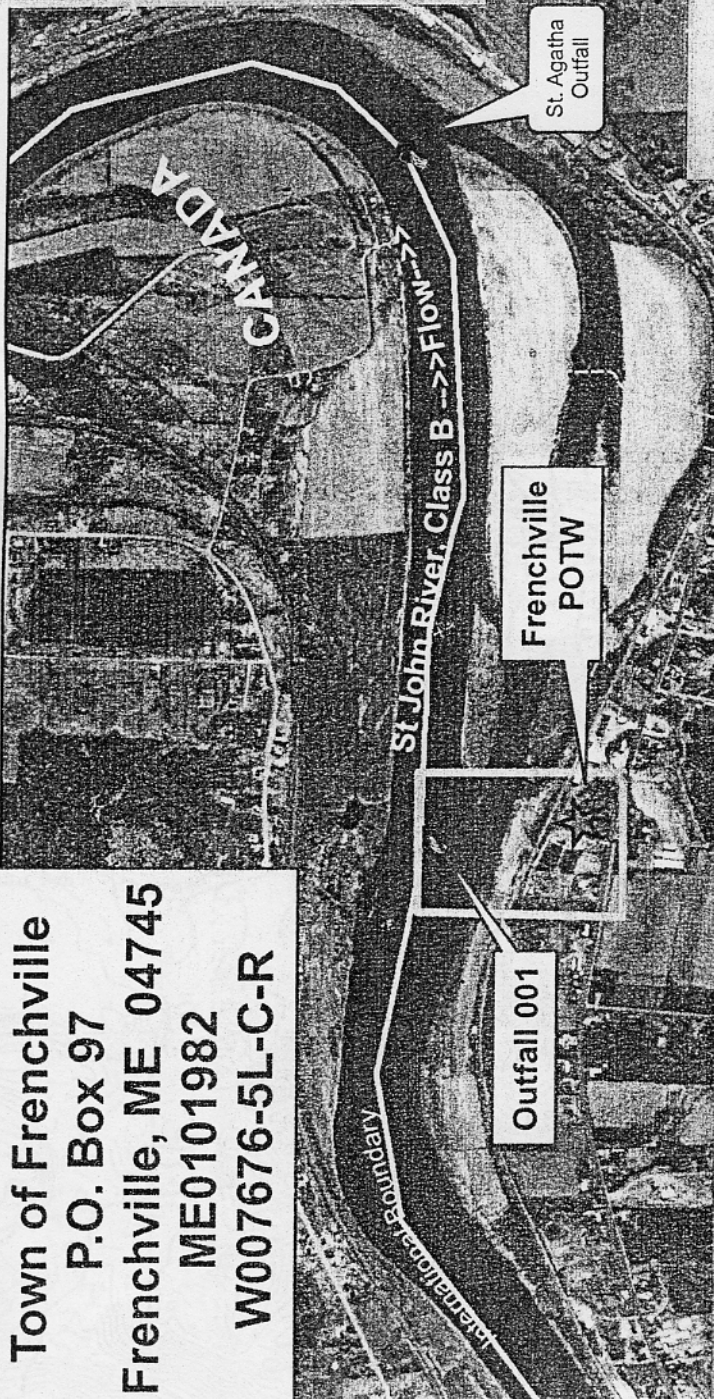 Town of Frenchville
P.O. Box 97
Frenchville, ME 04745
ME0101982
W007676-5L-C-R
CANADA
St. Agatha
Outfall
St John River, Class B -->>Flow-->>
International Boundary
Frenchville
POTW
Outfall 001